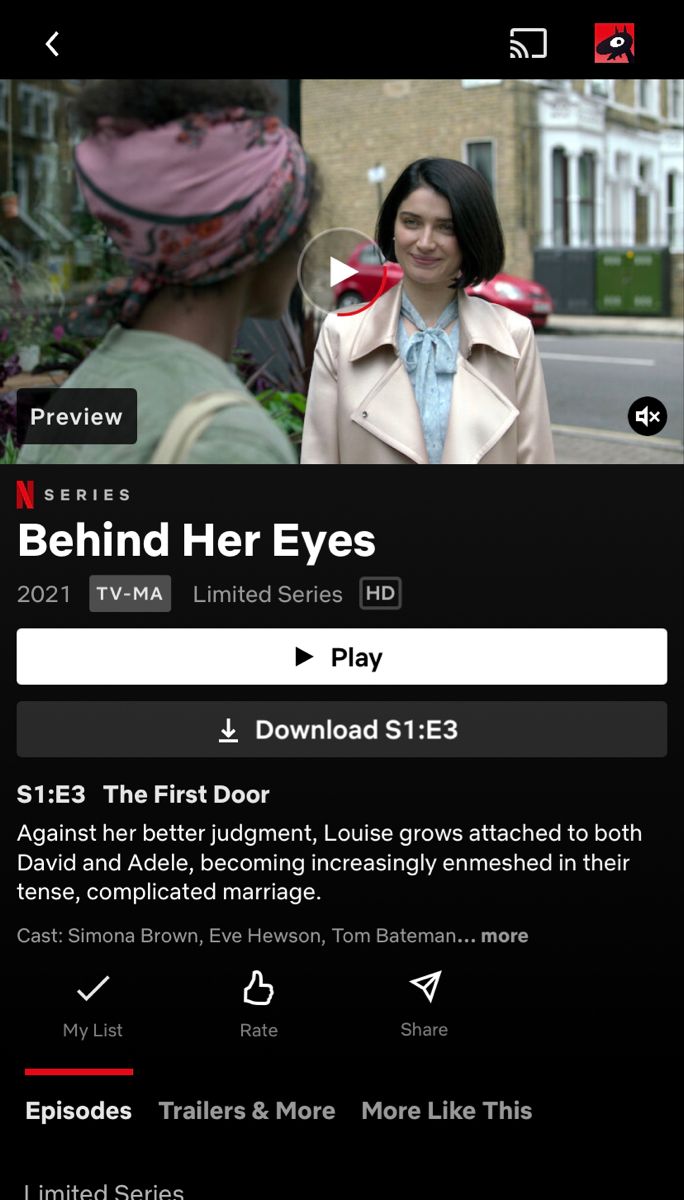 Preview
N SERIES
Behind Her Eyes
2021 TV-MA Limited Series HD
Play
Download S1:E3
S1:E3 The First Door
Against her better judgment, Louise grows attached to both
David and Adele, becoming increasingly enmeshed in their
tense, complicated marriage.
Cast: Simona Brown, Eve Hewson, Tom Bateman... more
My List Rate Share
Episodes Trailers & More More Like This
Limited Series